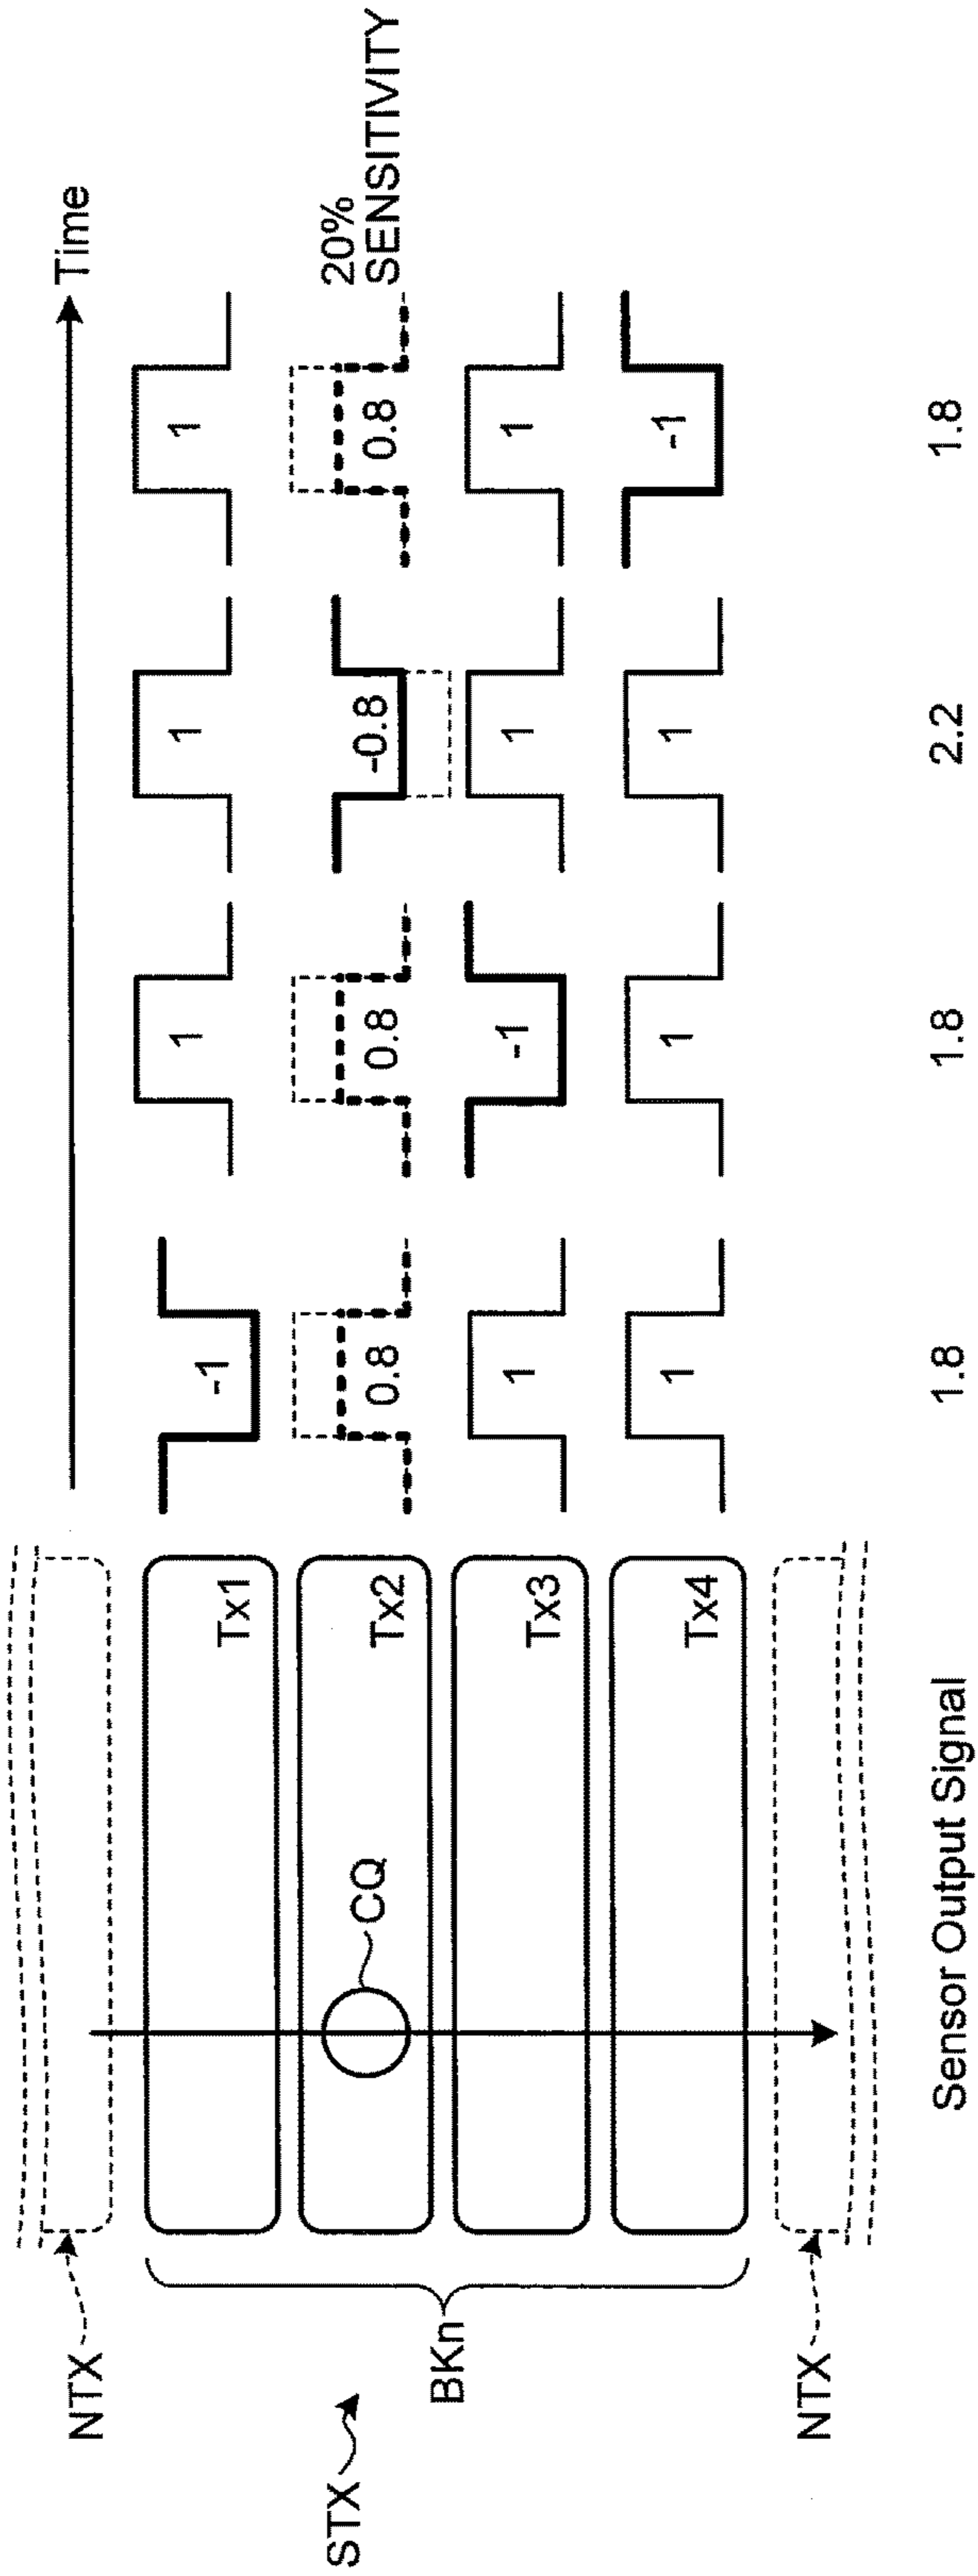 Time
NTX
Tx1
-1
1
1
1
STX
BKn
CQ
Tx2
0.8
0.8
-0.8
0.8
20%
SENSITIVITY
Tx3
1
-1
1
1
Tx4
1
1
1
-1
NTX
Sensor Output Signal
1.8
1.8
2.2
1.8